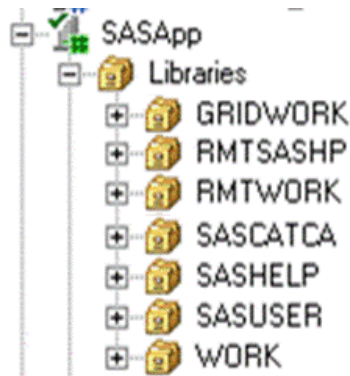 SASApp
Libraries
GRIDWORK
RMTSASHP
RMTWORK
SASCATCA
SASHELP
SASUSER
WORK